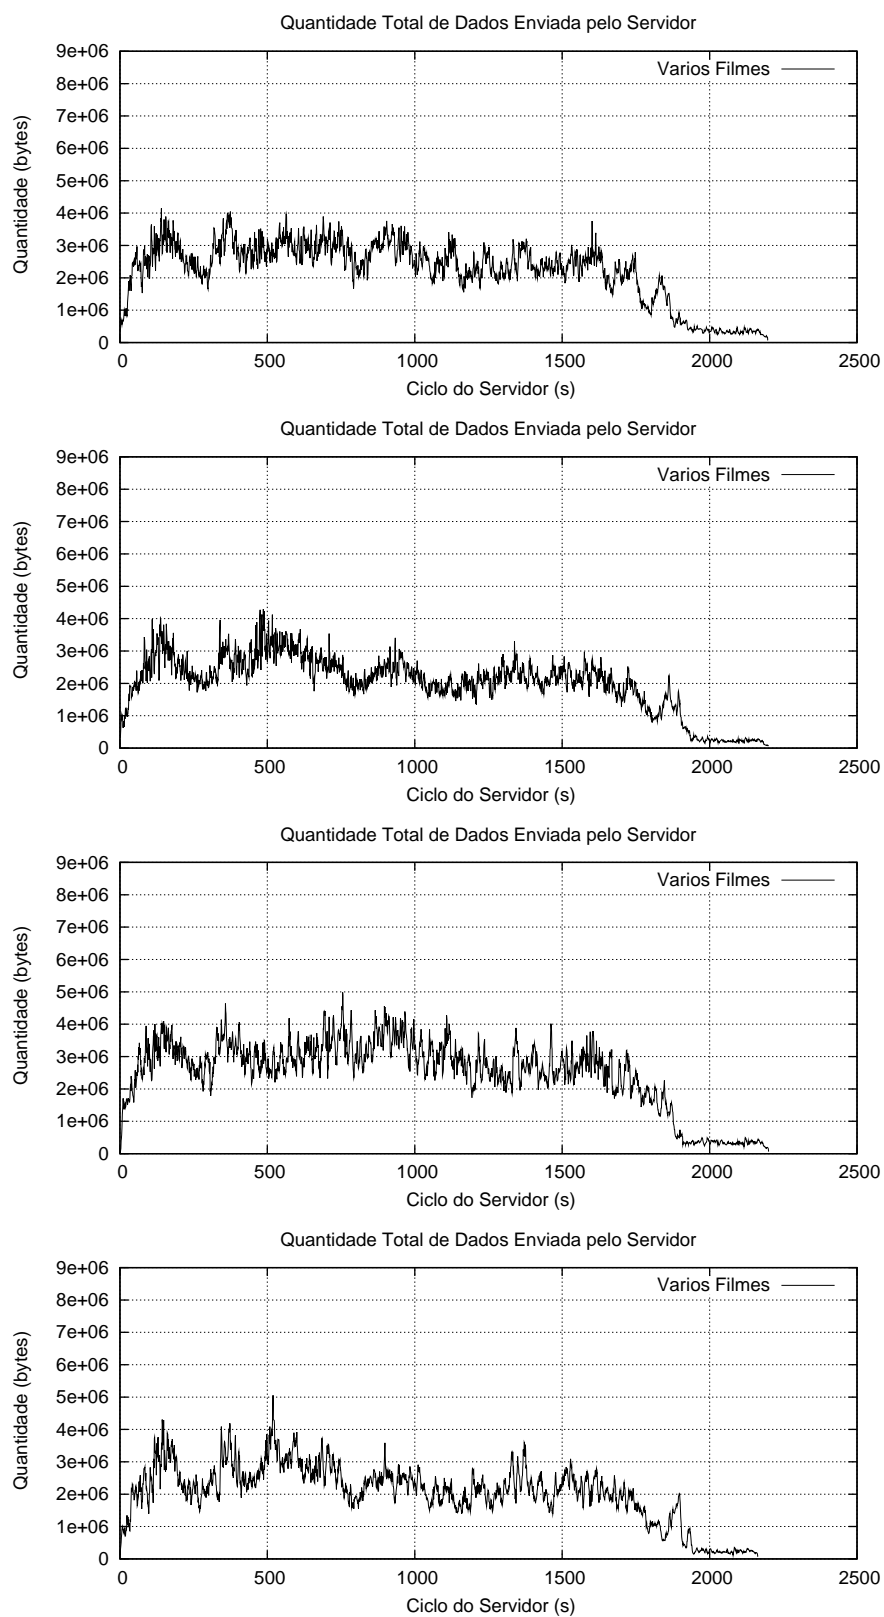 Quantidade Total de Dados Enviada pelo Servidor
9e+06
Varios Filmes
8e+06
7e+06
6e+06
5e+06
4e+06
3e+06
2e+06
1e+06
0
Quantidade (bytes)
0 500 1000 1500 2000 2500
Ciclo do Servidor (s)
Quantidade Total de Dados Enviada pelo Servidor
9e+06
Varios Filmes
8e+06
7e+06
6e+06
5e+06
4e+06
3e+06
2e+06
1e+06
0
Quantidade (bytes)
0 500 1000 1500 2000 2500
Ciclo do Servidor (s)
Quantidade Total de Dados Enviada pelo Servidor
9e+06
Varios Filmes
8e+06
7e+06
6e+06
5e+06
4e+06
3e+06
2e+06
1e+06
0
Quantidade (bytes)
0 500 1000 1500 2000 2500
Ciclo do Servidor (s)
Quantidade Total de Dados Enviada pelo Servidor
9e+06
Varios Filmes
8e+06
7e+06
6e+06
5e+06
4e+06
3e+06
2e+06
1e+06
0
Quantidade (bytes)
0 500 1000 1500 2000 2500
Ciclo do Servidor (s)